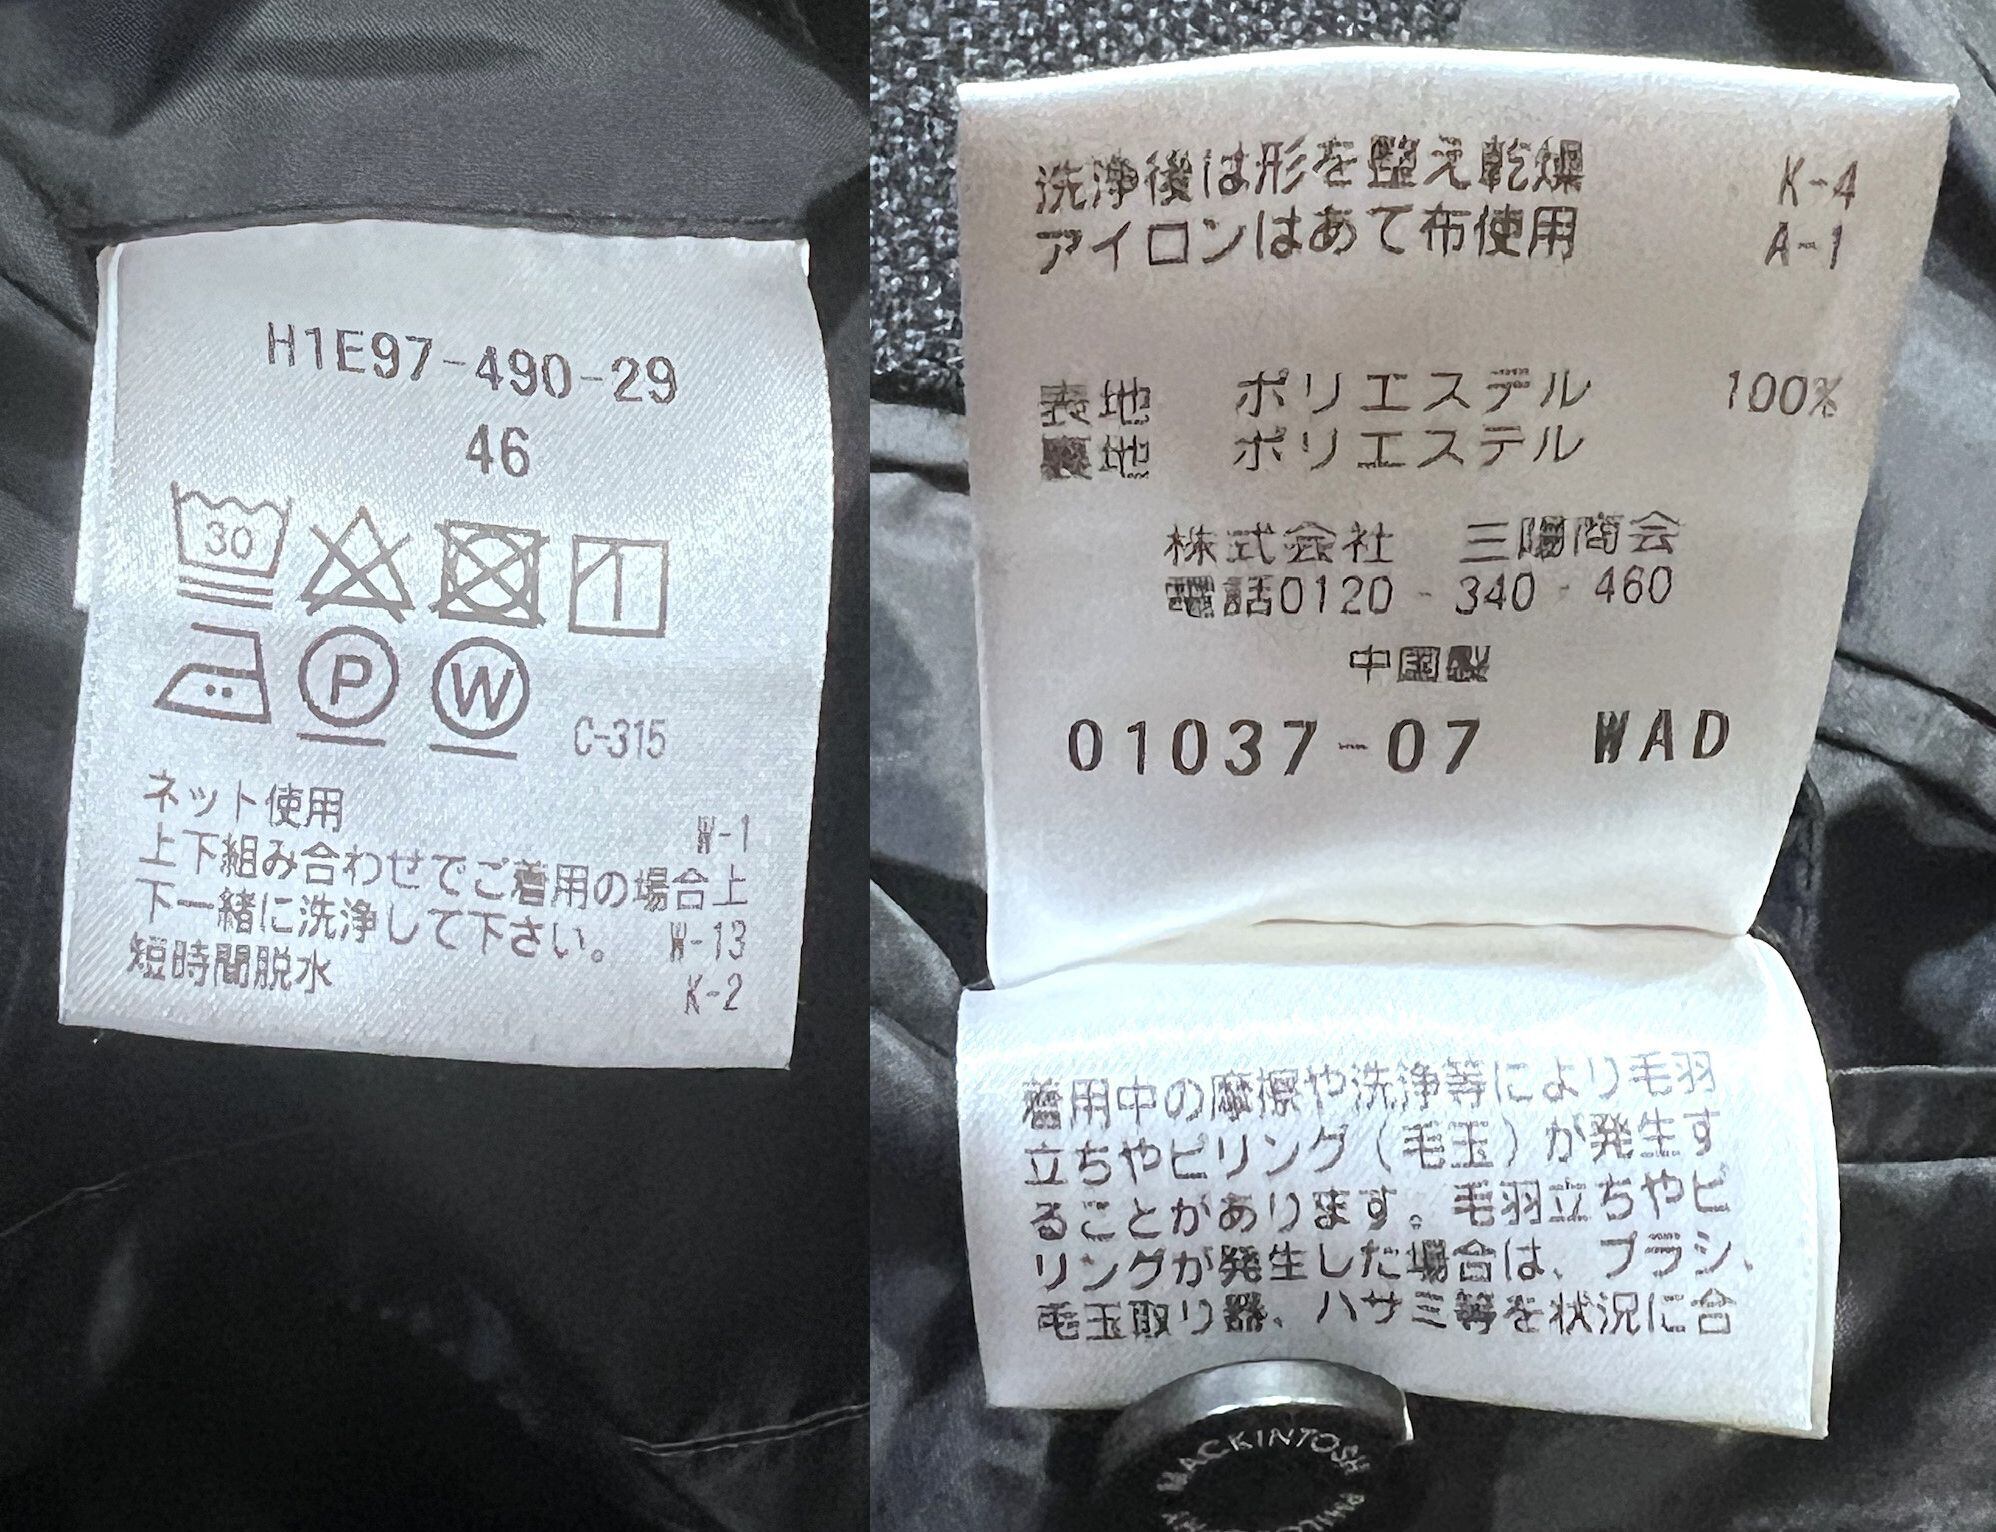 H1E97-490-29
46
30
P W C-315
ネット使用 W-1
上下組み合わせでご着用の場合上
下一緒に洗浄して下さい。 W-13
短時間脱水 K-2
洗浄後は形を整え乾燥 K-4
アイロンはあて布使用 A-1
表地 ポリエステル 100%
裏地 ポリエステル
株式会社 三陽商会
電話0120-340-460
中国製
01037-07 WAD
着用中の摩擦や洗浄等により毛羽
立ちやピリング(毛玉)が発生す
ることがあります。毛羽立ちやピ
リングが発生した場合は、ブラシ、
毛玉取り器、ハサミ等を状況に合
MACKINTOSH